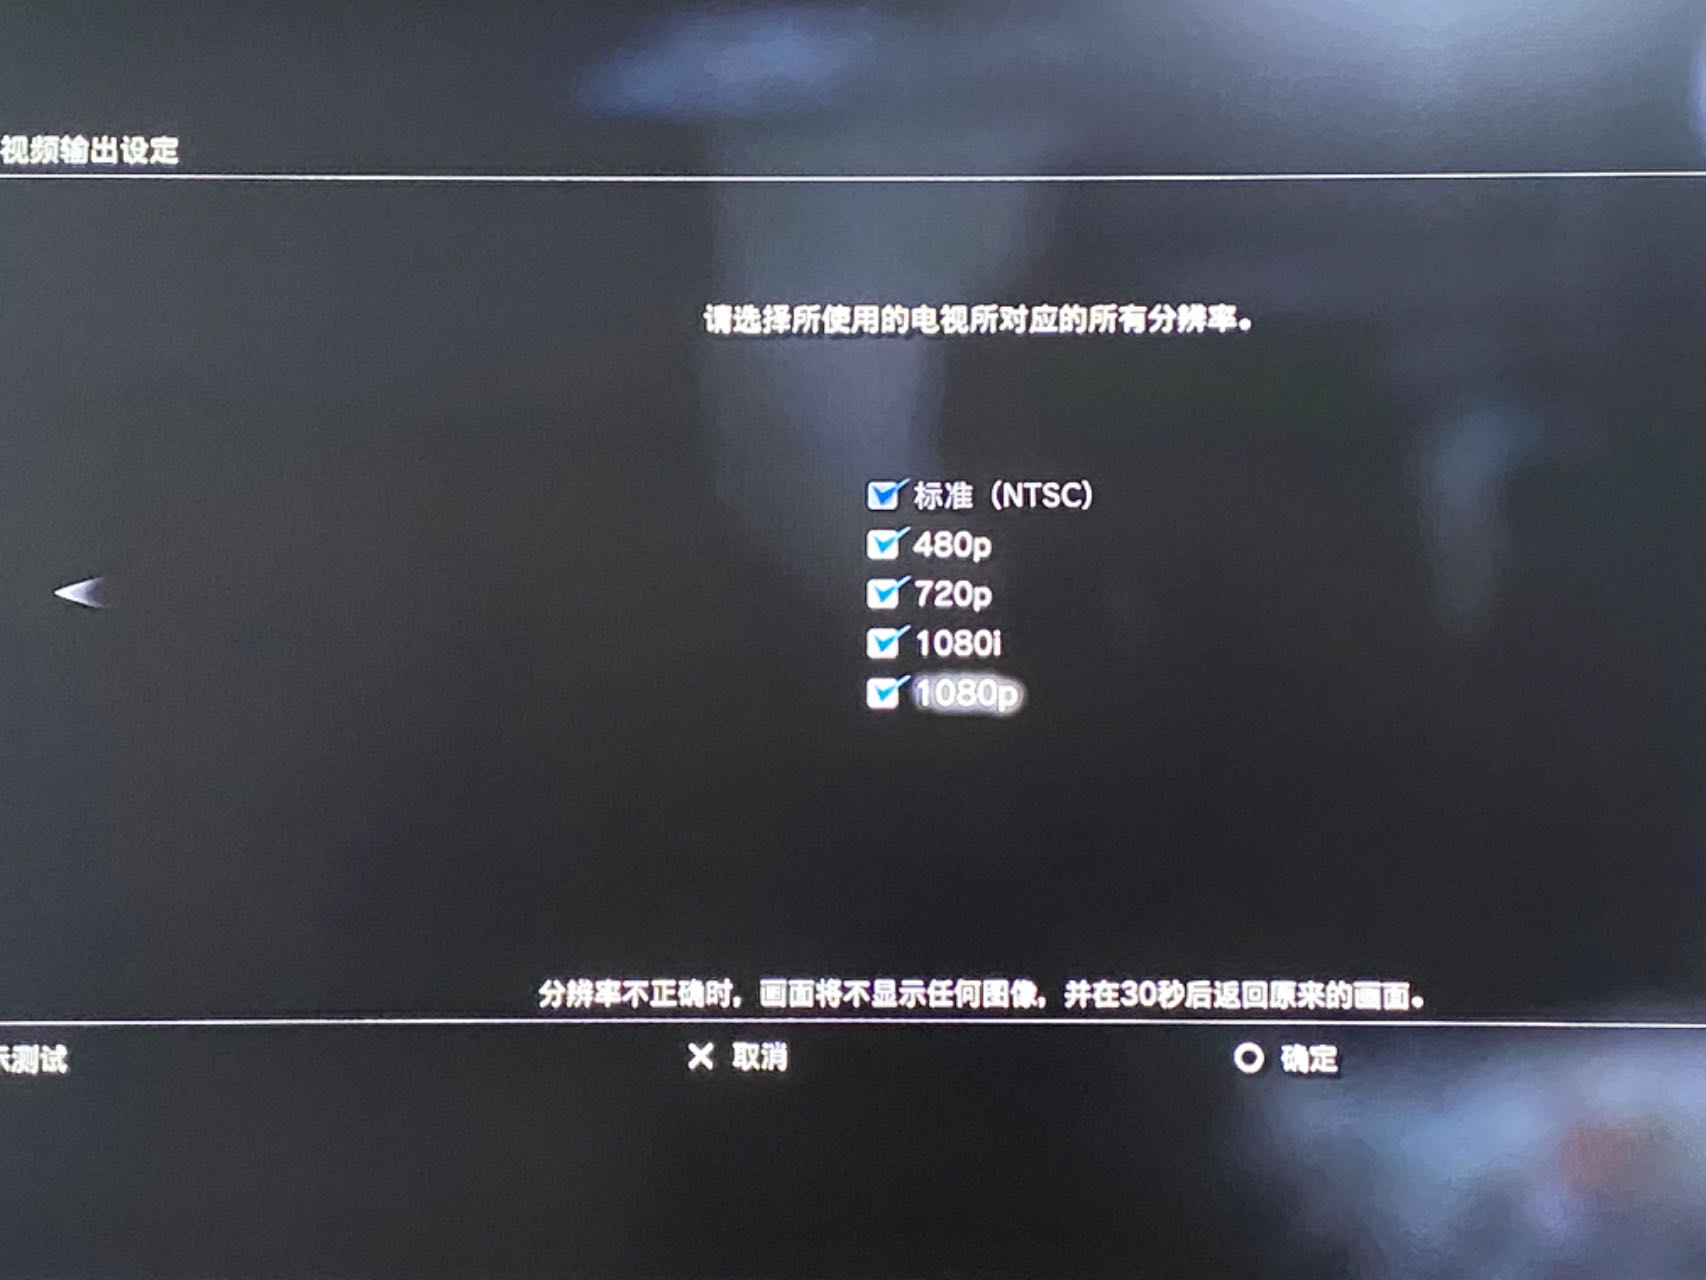 视频输出设定
请选择所使用的电视所对应的所有分辨率。
标准（NTSC）
480p
720p
1080i
1080p
分辨率不正确时，画面将不显示任何图像，并在30秒后返回原来的画面。
示测试
取消
确定